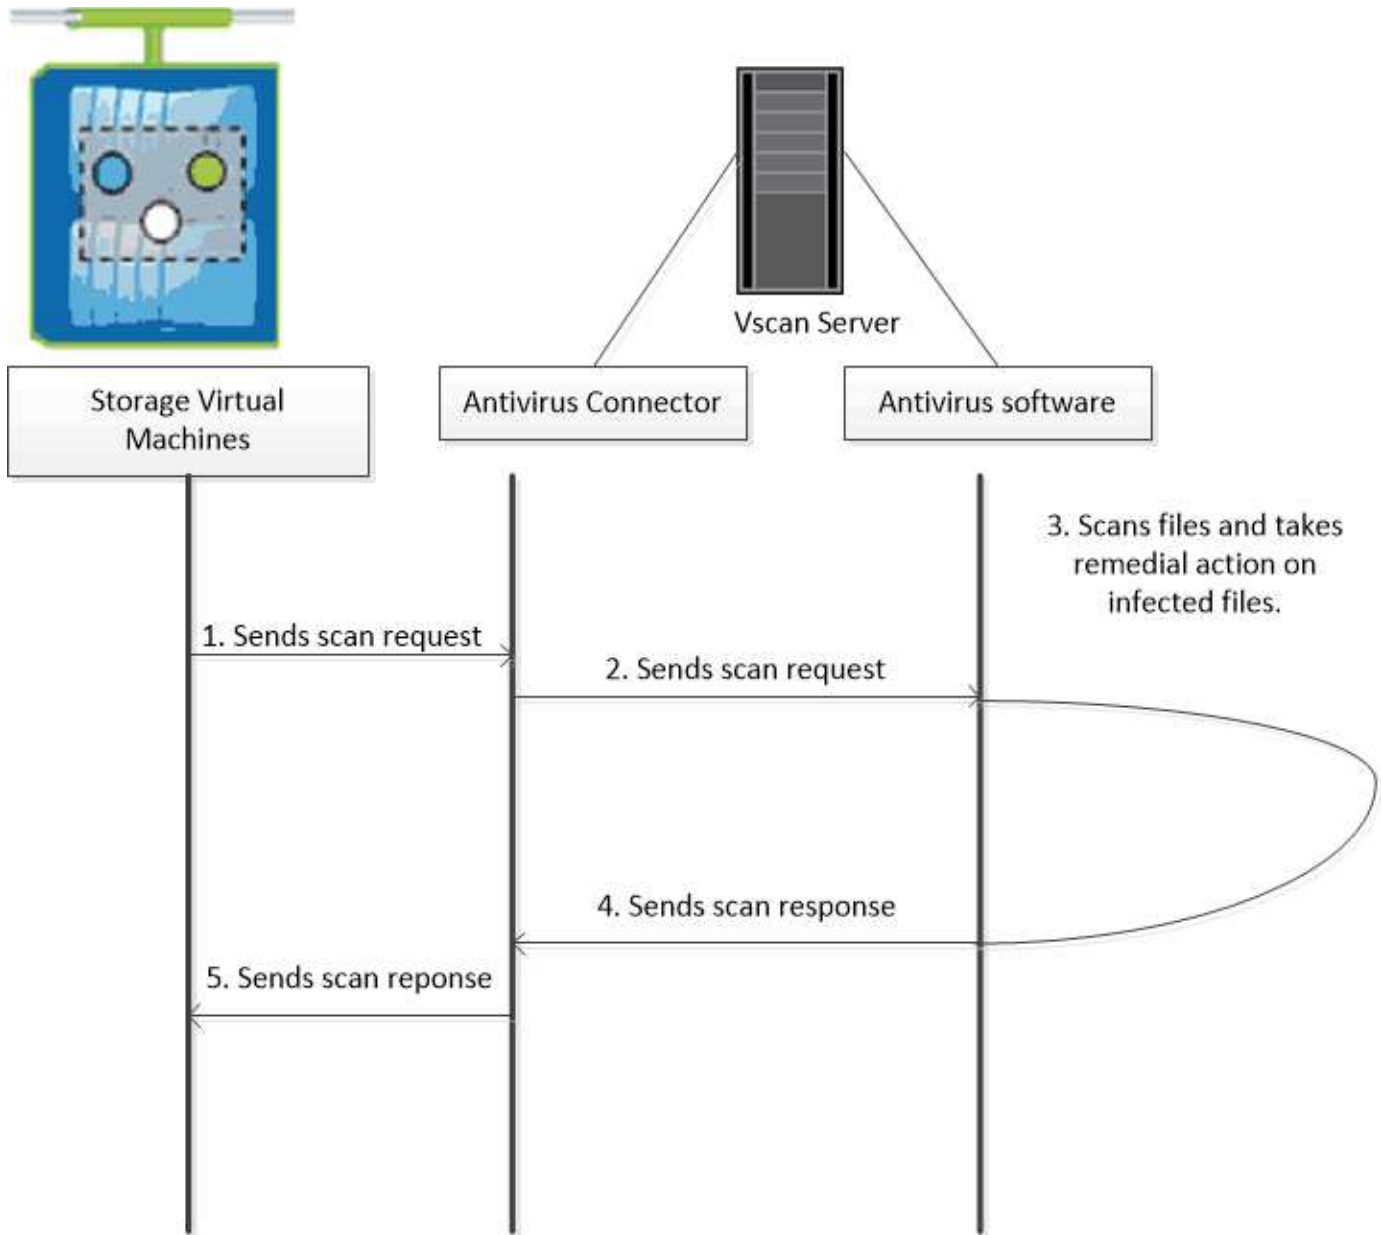 Vscan Server
Storage Virtual
Machines
Antivirus Connector
Antivirus software
3. Scans files and takes
remedial action on
infected files.
1. Sends scan request
2. Sends scan request
4. Sends scan response
5. Sends scan reponse